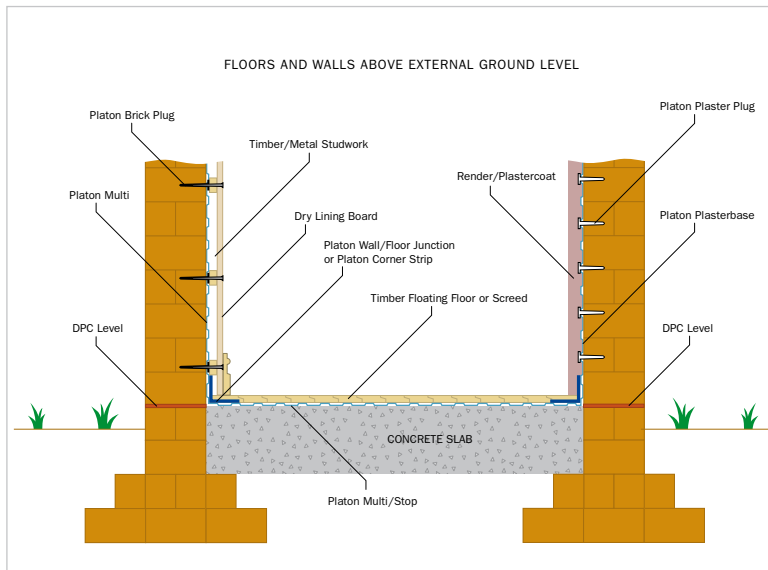 FLOORS AND WALLS ABOVE EXTERNAL GROUND LEVEL
Platon Brick Plug
Timber/Metal Studwork
Platon Multi
Dry Lining Board
Platon Wall/Floor Junction
or Platon Corner Strip
Timber Floating Floor or Screed
DPC Level
Platon Plaster Plug
Render/Plastercoat
Platon Plasterbase
DPC Level
CONCRETE SLAB
Platon Multi/Stop